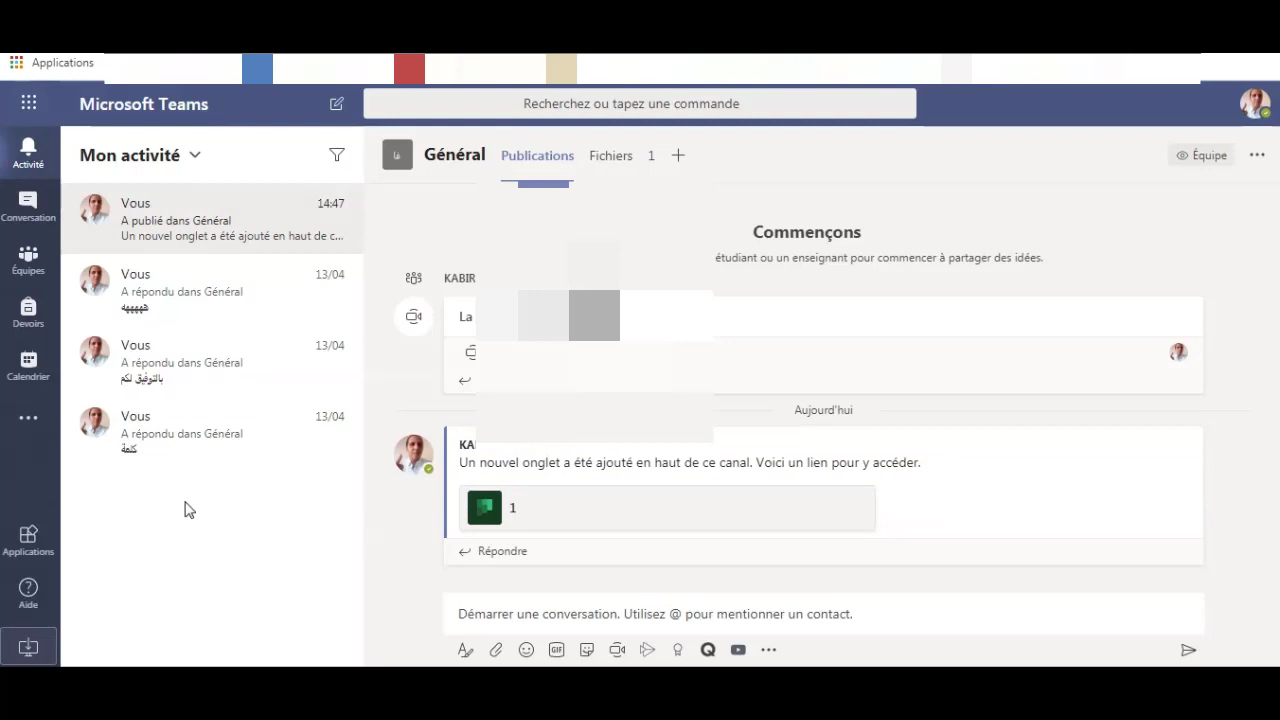 Applications
Microsoft Teams
Recherchez ou tapez une commande
Activité
Conversation
Équipes
Devoirs
Calendrier
Applications
Aide
Mon activité
Vous 14:47
A publié dans Général
Un nouvel onglet a été ajouté en haut de c...
Vous 13/04
A répondu dans Général
ههههه
Vous 13/04
A répondu dans Général
بالتوفيق لكم
Vous 13/04
A répondu dans Général
كلمة
Général Publications Fichiers 1
Équipe
Commençons
étudiant ou un enseignant pour commencer à partager des idées.
KABIR
La
Aujourd'hui
KA
Un nouvel onglet a été ajouté en haut de ce canal. Voici un lien pour y accéder.
1
Répondre
Démarrer une conversation. Utilisez @ pour mentionner un contact.
GIF